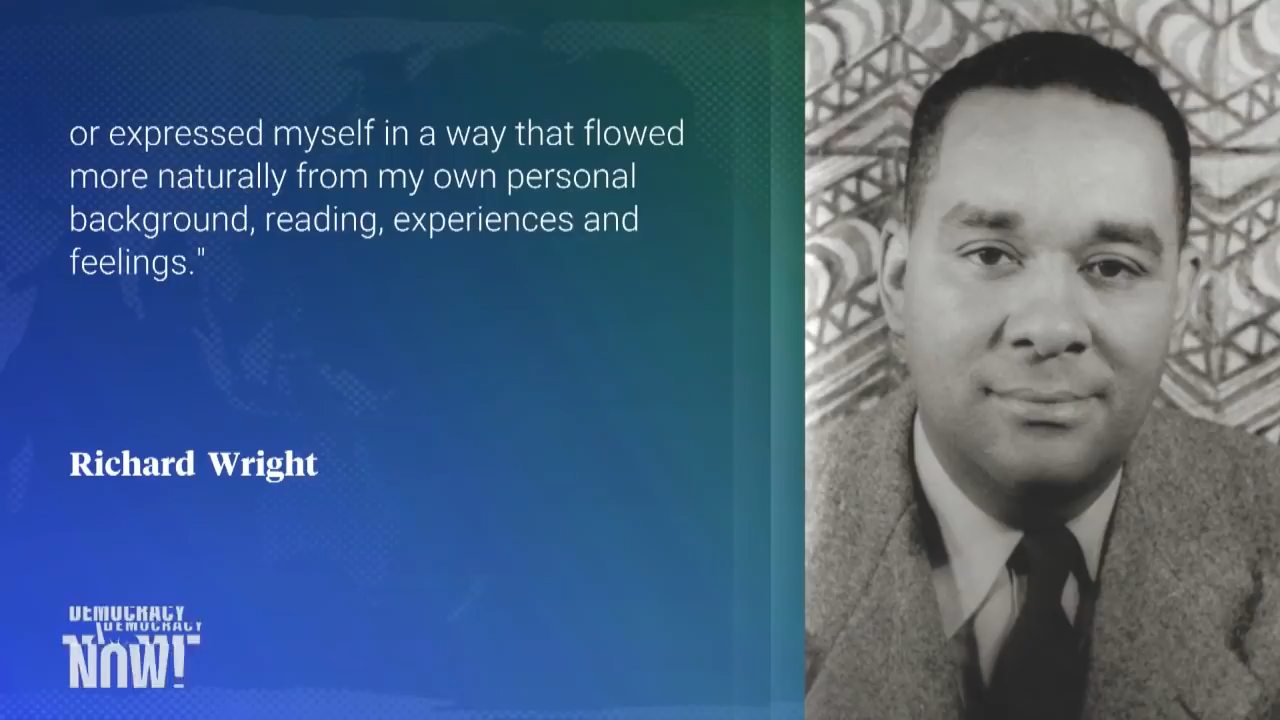 or expressed myself in a way that flowed
more naturally from my own personal
background, reading, experiences and
feelings."
Richard Wright
DEMOCRACY
DEMOCRACY
NOW!